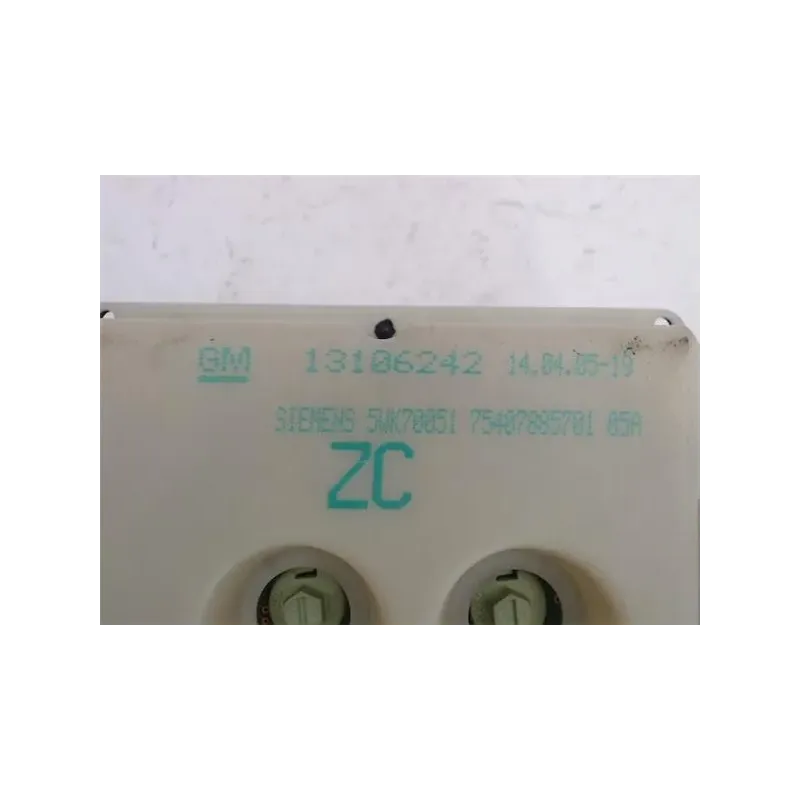 GM 13106242 14.04.05-19
SIEMENS 5WK70051 75407885701 05A
ZC